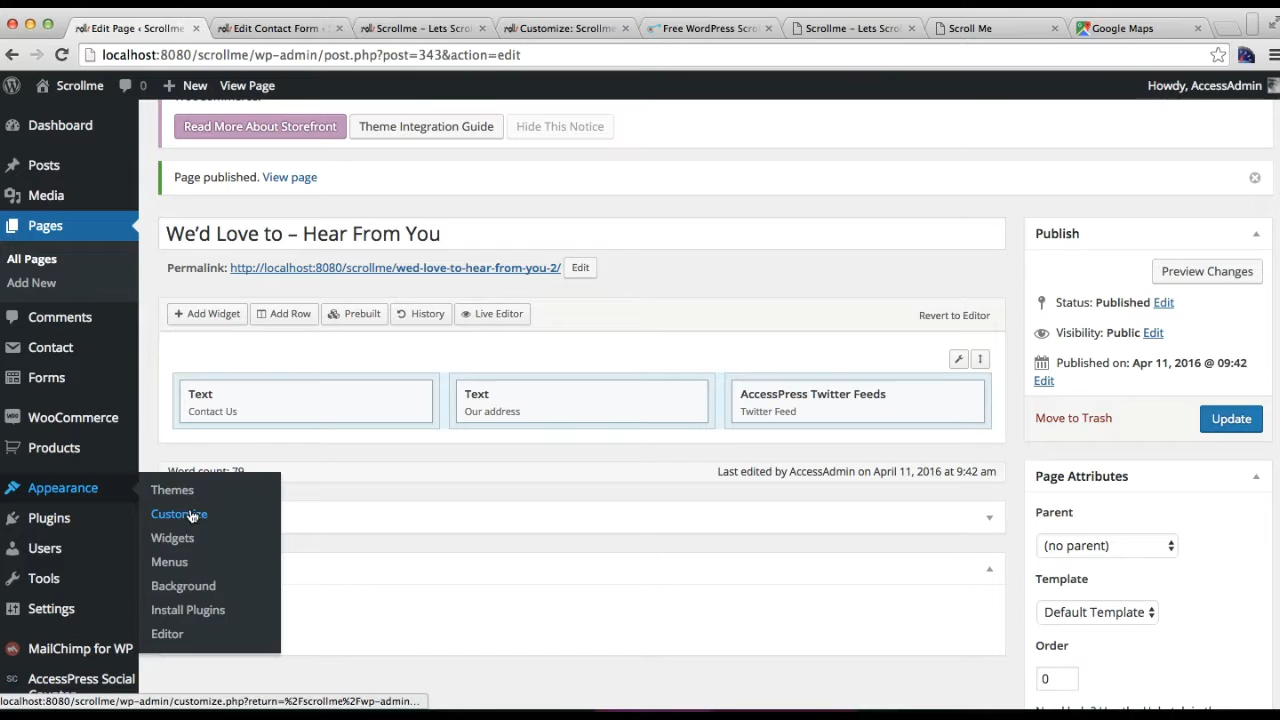 Edit Page ‹ Scrollme
Edit Contact Form ‹ S
Scrollme – Lets Scrol
Customize: Scrollme
Free WordPress Scrol
Scrollme – Lets Scrol
Scroll Me
Google Maps
localhost:8080/scrollme/wp-admin/post.php?post=343&action=edit
Scrollme
0
New
View Page
Howdy, AccessAdmin
Dashboard
Posts
Media
Pages
All Pages
Add New
Comments
Contact
Forms
WooCommerce
Products
Appearance
Plugins
Users
Tools
Settings
MailChimp for WP
SC AccessPress Social
Themes
Customize
Widgets
Menus
Background
Install Plugins
Editor
Read More About Storefront
Theme Integration Guide
Hide This Notice
Page published. View page
We'd Love to – Hear From You
Permalink: http://localhost:8080/scrollme/wed-love-to-hear-from-you-2/ Edit
Add Widget
Add Row
Prebuilt
History
Live Editor
Revert to Editor
Text
Contact Us
Text
Our address
AccessPress Twitter Feeds
Twitter Feed
Word count: 79
Last edited by AccessAdmin on April 11, 2016 at 9:42 am
Publish
Preview Changes
Status: Published Edit
Visibility: Public Edit
Published on: Apr 11, 2016 @ 09:42
Edit
Move to Trash
Update
Page Attributes
Parent
(no parent)
Template
Default Template
Order
0
localhost:8080/scrollme/wp-admin/customize.php?return=%2Fscrollme%2Fwp-admin...